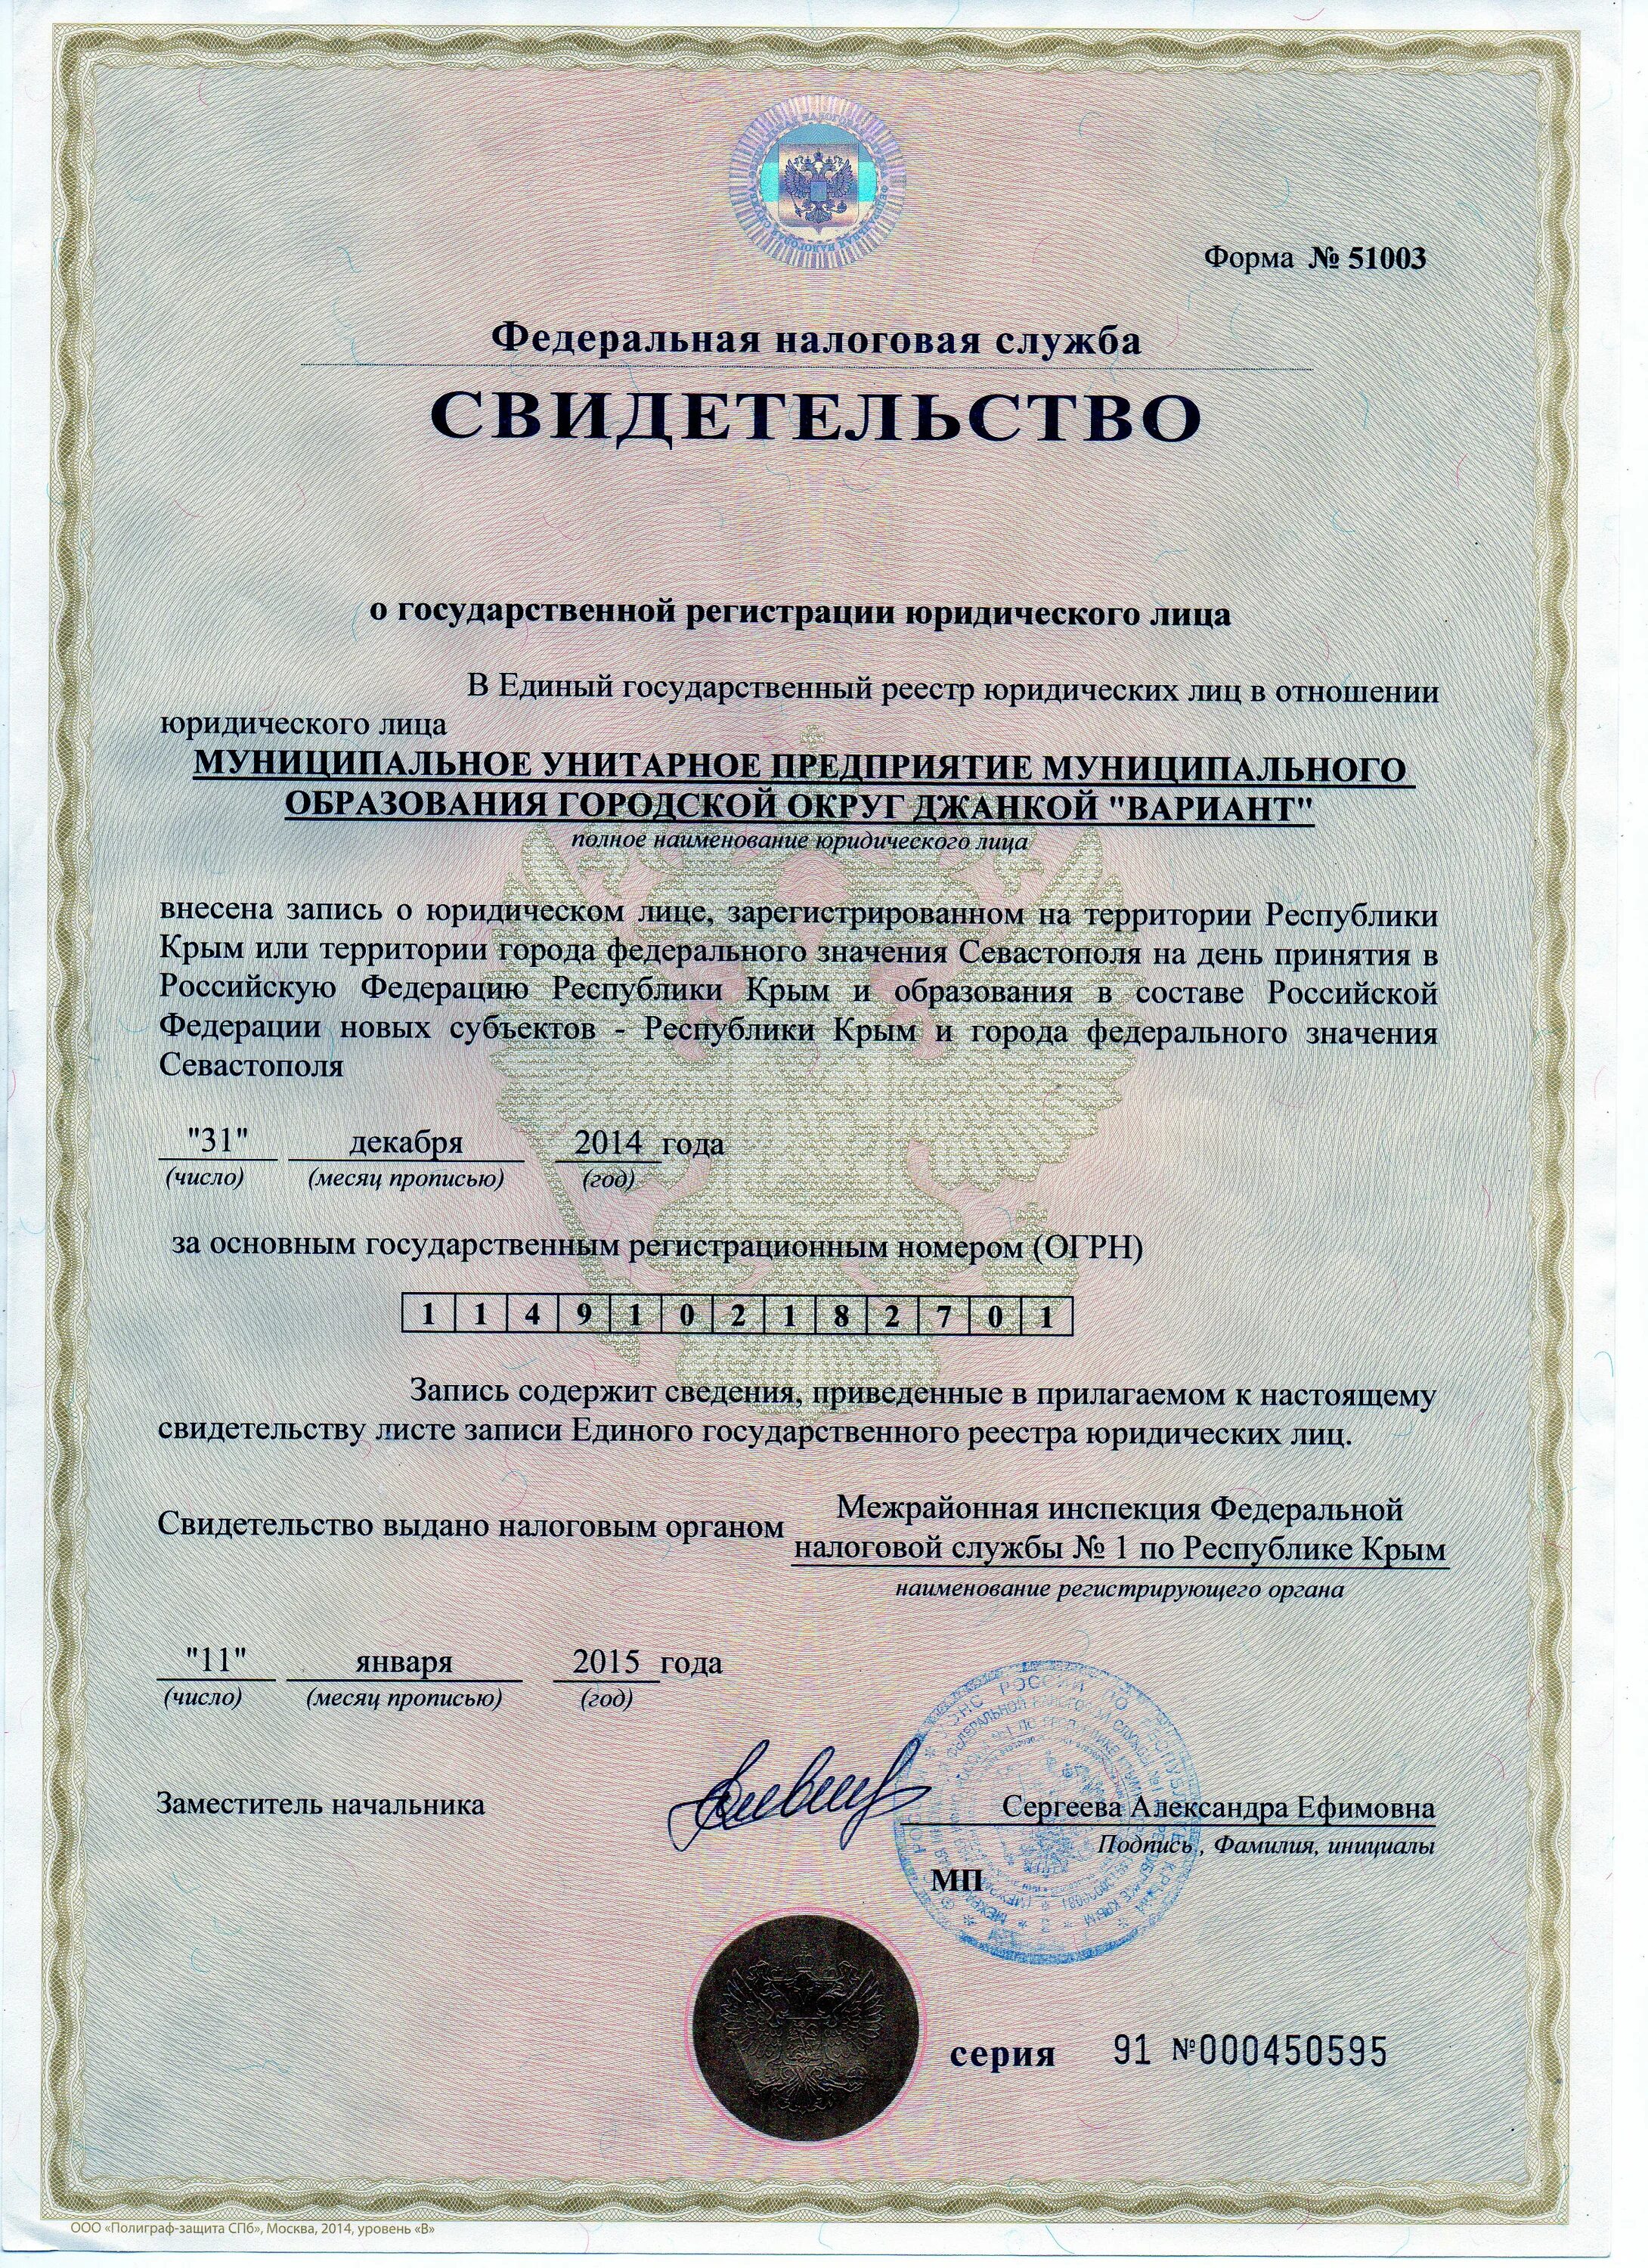 Форма № 51003
Федеральная налоговая служба
СВИДЕТЕЛЬСТВО
о государственной регистрации юридического лица
В Единый государственный реестр юридических лиц в отношении
юридического лица
МУНИЦИПАЛЬНОЕ УНИТАРНОЕ ПРЕДПРИЯТИЕ МУНИЦИПАЛЬНОГО
ОБРАЗОВАНИЯ ГОРОДСКОЙ ОКРУГ ДЖАНКОЙ "ВАРИАНТ"
полное наименование юридического лица
внесена запись о юридическом лице, зарегистрированном на территории Республики
Крым или территории города федерального значения Севастополя на день принятия в
Российскую Федерацию Республики Крым и образования в составе Российской
Федерации новых субъектов - Республики Крым и города федерального значения
Севастополя
"31" декабря 2014 года
(число) (месяц прописью) (год)
за основным государственным регистрационным номером (ОГРН)
1 1 4 9 1 0 2 1 8 2 7 0 1
Запись содержит сведения, приведенные в прилагаемом к настоящему
свидетельству листе записи Единого государственного реестра юридических лиц.
Свидетельство выдано налоговым органом
Межрайонная инспекция Федеральной
налоговой службы № 1 по Республике Крым
наименование регистрирующего органа
"11" января 2015 года
(число) (месяц прописью) (год)
Заместитель начальника
Сергеева Александра Ефимовна
Подпись , Фамилия, инициалы
МП
серия 91 №000450595
ООО «Полиграф-защита СПб», Москва, 2014, уровень «В»